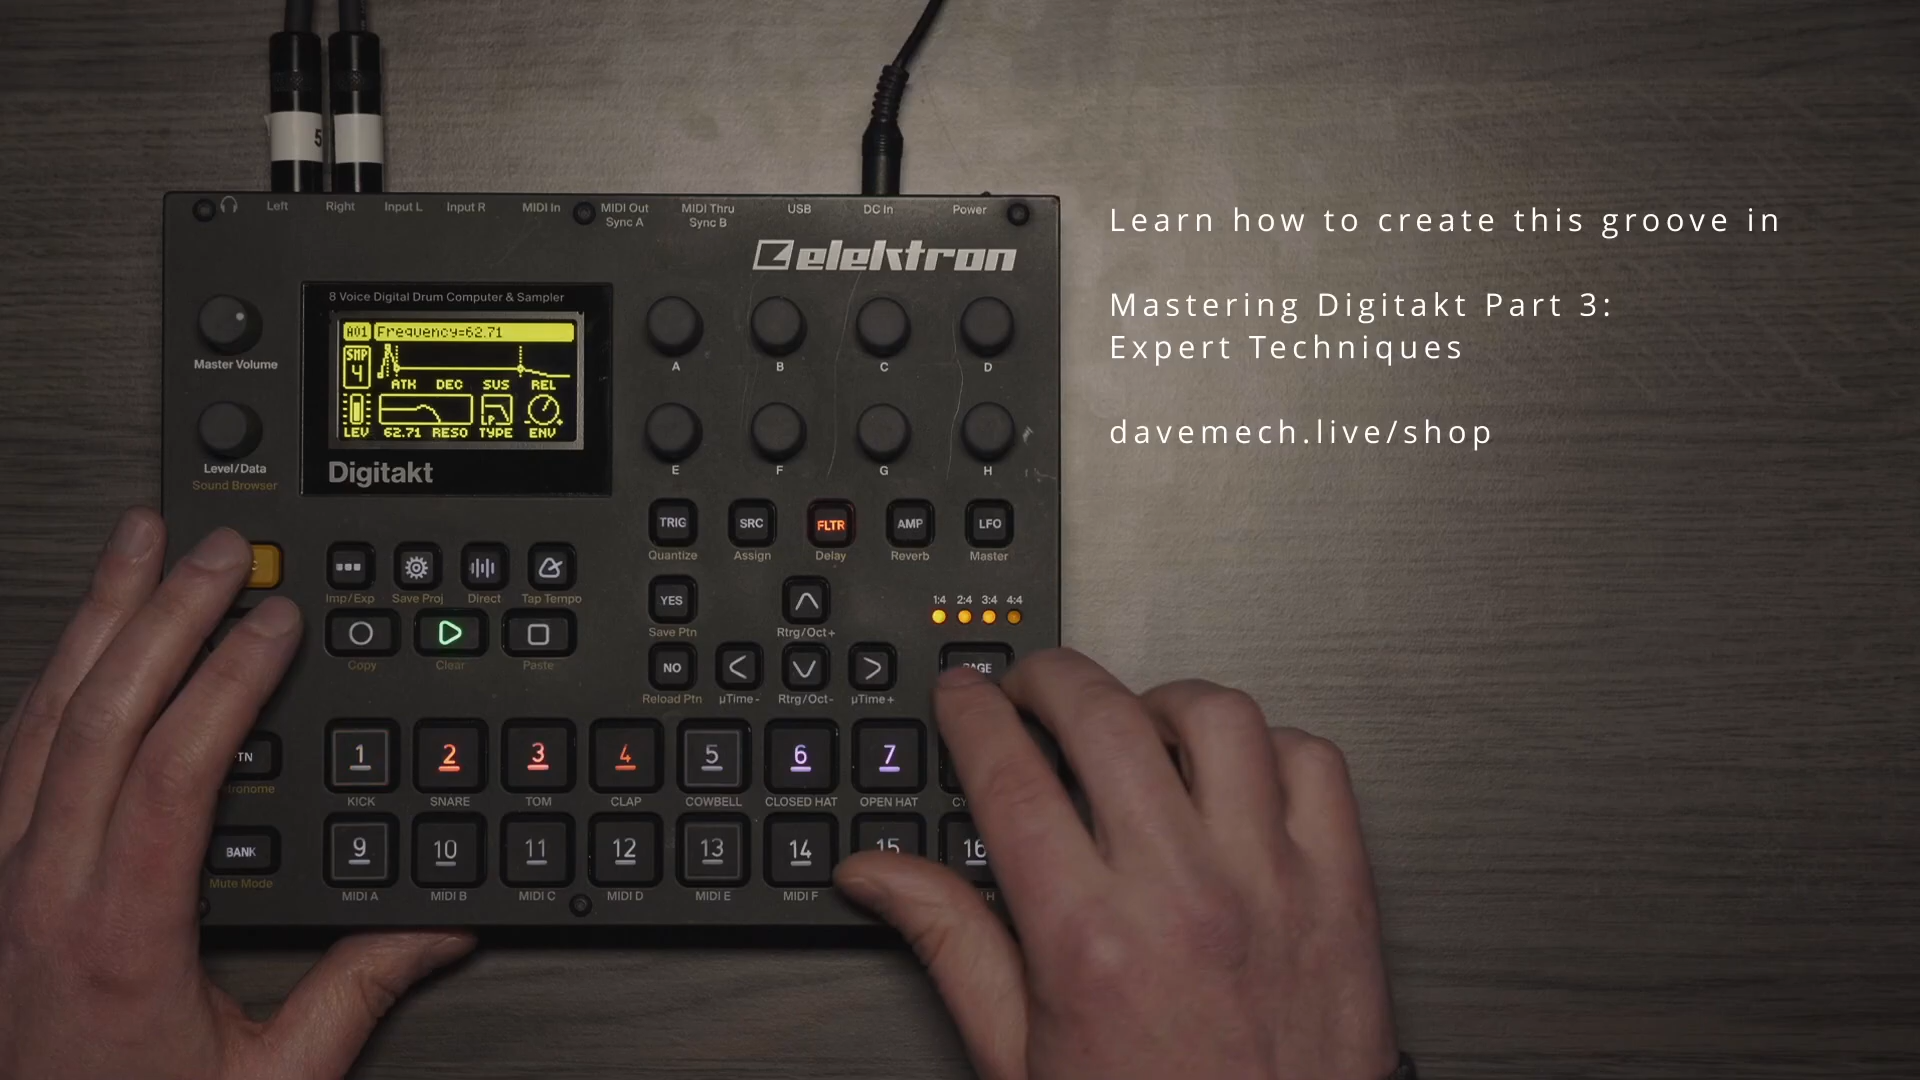 5
Left Right Input L Input R MIDI In MIDI Out Sync A MIDI Thru Sync B USB DC In Power
elektron
Learn how to create this groove in
Mastering Digitakt Part 3:
Expert Techniques
davemech.live/shop
8 Voice Digital Drum Computer & Sampler
A01 Frequency=62.71
SMP 4
ATK DEC SUS REL
LEV 62.71 RESO TYPE ENV
Digitakt
Master Volume
Level/Data
Sound Browser
A B C D
E F G H
TRIG SRC FLTR AMP LFO
Quantize Assign Delay Reverb Master
Imp/Exp Save Proj Direct Tap Tempo
Copy Clear Paste
YES
Save Ptn
Rtrg/Oct+
1:4 2:4 3:4 4:4
NO
Reload Ptn µTime- Rtrg/Oct- µTime+
1 2 3 4 5 6 7
KICK SNARE TOM CLAP COWBELL CLOSED HAT OPEN HAT
BANK
Mute Mode
9 10 11 12 13 14 15 16
MIDI A MIDI B MIDI C MIDI D MIDI E MIDI F